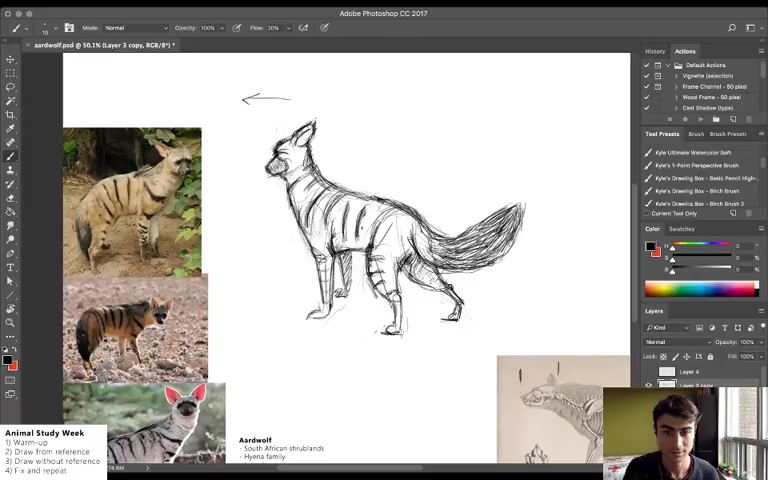 Adobe Photoshop CC 2017
Mode: Normal
Opacity: 100%
Flow: 30%
10
aardwolf.psd @ 50.1% (Layer 3 copy, RGB/8*) *
History
Actions
Default Actions
Vignette (selection)
Frame Channel - 50 pixel
Wood Frame - 50 pixel
Cast Shadow (type)
Tool Presets
Brush
Brush Presets
Kyle Ultimate Watercolor Soft
Kyle's 1-Point Perspective Brush
Kyle's Drawing Box - Basic Pencil High-
Kyle's Drawing Box - Birch Brush
Kyle's Drawing Box - Birch Brush 2
Current Tool Only
Color
Swatches
H
0
S
0
%
B
0
%
Layers
Kind
Normal
Opacity: 100%
Lock:
Fill: 100%
Layer 4
Animal Study Week
1) Warm-up
2) Draw from reference
3) Draw without reference
4) Fix and repeat
Aardwolf
- South African shrublands
- Hyena family